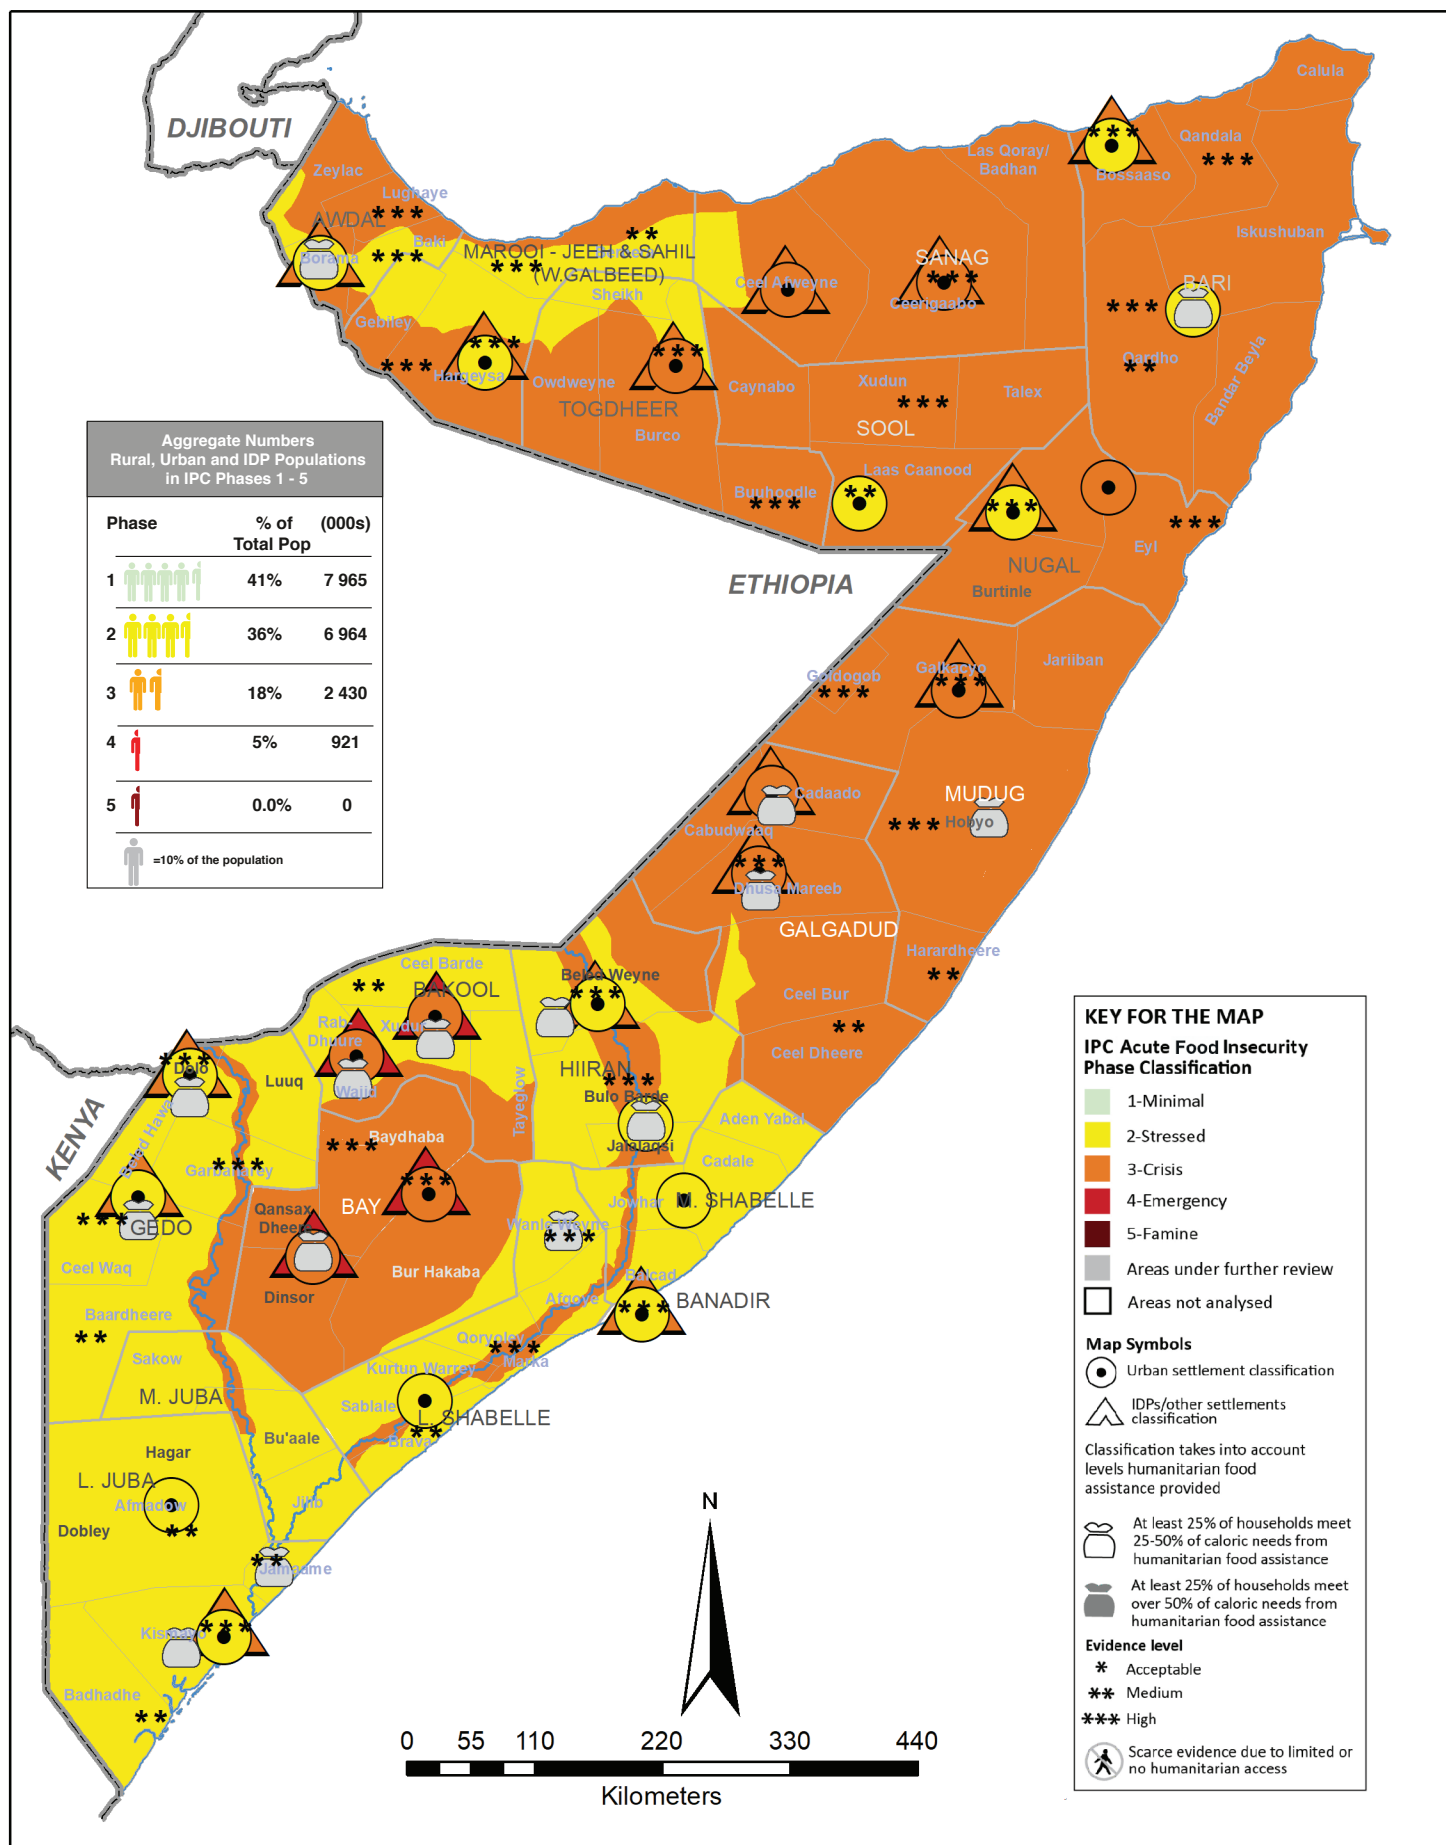 DJIBOUTI
Calula
Zeylac
Lughaye
AWDAL
Baki
Borama
MAROOI - JEEH & SAHIL
(W.GALBEED)
Sheikh
Gebiley
Hargeysa
Owdweyne
TOGDHEER
Burco
Las Qoray/
Badhan
Bossaaso
Qandala
Iskushuban
SANAG
Ceel Afweyne
Ceerigaabo
BARI
Qardho
Bandar Beyla
Caynabo
Xudun
Talex
SOOL
Laas Caanood
Buuhoodle
Eyl
NUGAL
Burtinle
ETHIOPIA
Aggregate Numbers
Rural, Urban and IDP Populations
in IPC Phases 1 - 5
Phase % of (000s)
Total Pop
1 41% 7 965
2 36% 6 964
3 18% 2 430
4 5% 921
5 0.0% 0
=10% of the population
Goldogob
Galkacyo
Jariiban
Cadaado
MUDUG
Hobyo
Cabudwaaq
Dhusa Mareeb
GALGADUD
Harardheere
Ceel Bur
Ceel Dheere
Ceel Barde
BAKOOL
Beled Weyne
Rab-
Dhuure
Xudur
Wajid
HIIRAN
Bulo Barde
Tayeglow
Aden Yabal
Jalalaqsi
Cadale
KENYA
Dolo
Luuq
Beled Hawa
Garbaharey
Baydhaba
GEDO
Qansax
Dheere
BAY
Wanle Weyne
Jowhar
M. SHABELLE
Ceel Waq
Bur Hakaba
Dinsor
Balcad
Afgoye
BANADIR
Baardheere
Qoryoley
Marka
Sakow
Kurtun Warrey
M. JUBA
Sablale
L. SHABELLE
Brava
Bu'aale
Hagar
L. JUBA
Afmadow
Jilib
Dobley
Jamaame
Kismayo
Badhadhe
N
0 55 110 220 330 440
Kilometers
KEY FOR THE MAP
IPC Acute Food Insecurity
Phase Classification
1-Minimal
2-Stressed
3-Crisis
4-Emergency
5-Famine
Areas under further review
Areas not analysed
Map Symbols
Urban settlement classification
IDPs/other settlements
classification
Classification takes into account
levels humanitarian food
assistance provided
At least 25% of households meet
25-50% of caloric needs from
humanitarian food assistance
At least 25% of households meet
over 50% of caloric needs from
humanitarian food assistance
Evidence level
* Acceptable
** Medium
*** High
Scarce evidence due to limited or
no humanitarian access